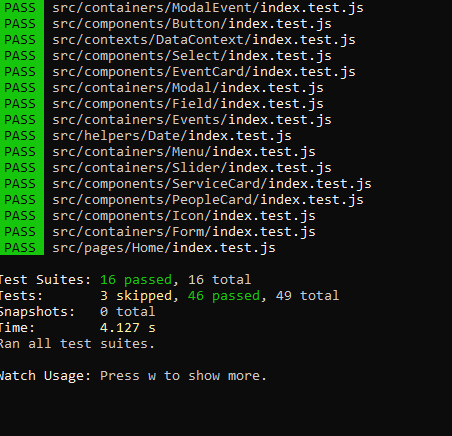 PASS src/containers/ModalEvent/index.test.js
PASS src/components/Button/index.test.js
PASS src/contexts/DataContext/index.test.js
PASS src/components/Select/index.test.js
PASS src/components/EventCard/index.test.js
PASS src/containers/Modal/index.test.js
PASS src/components/Field/index.test.js
PASS src/containers/Events/index.test.js
PASS src/helpers/Date/index.test.js
PASS src/containers/Menu/index.test.js
PASS src/containers/Slider/index.test.js
PASS src/components/ServiceCard/index.test.js
PASS src/components/PeopleCard/index.test.js
PASS src/components/Icon/index.test.js
PASS src/containers/Form/index.test.js
PASS src/pages/Home/index.test.js
Test Suites: 16 passed, 16 total
Tests: 3 skipped, 46 passed, 49 total
Snapshots: 0 total
Time: 4.127 s
Ran all test suites.
Watch Usage: Press w to show more.